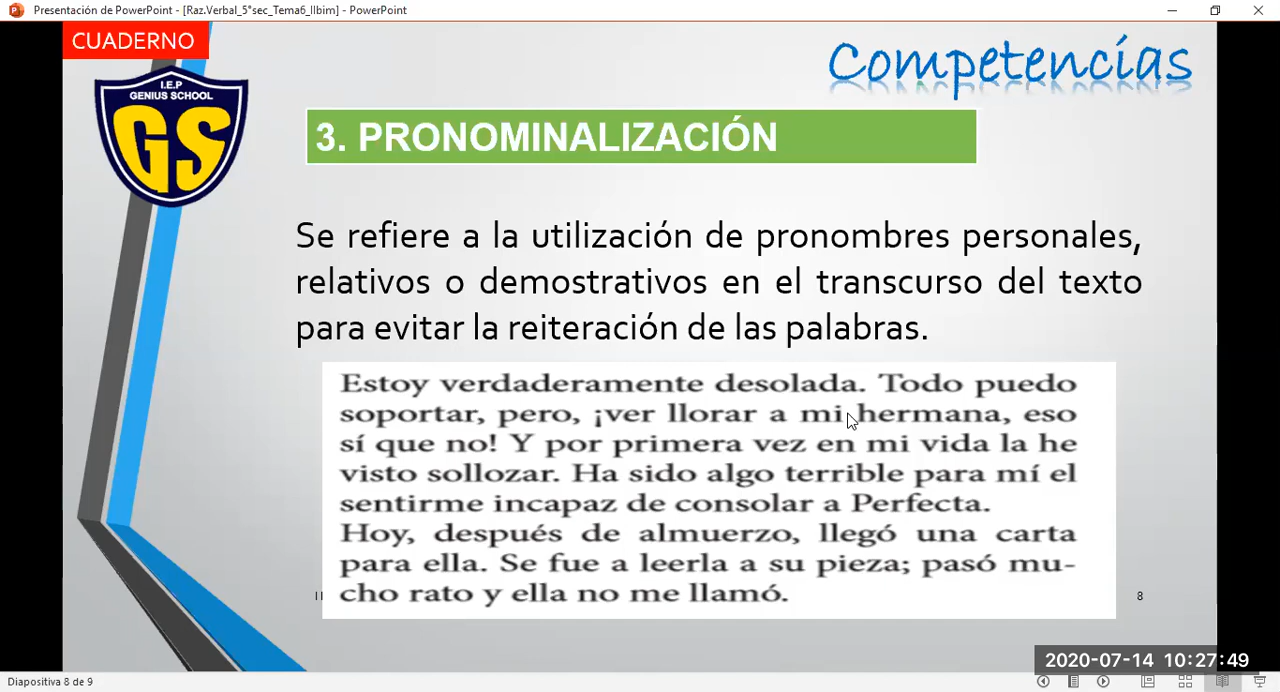 Presentación de PowerPoint - [Raz.Verbal_5°sec_Tema6_IIbim] - PowerPoint
CUADERNO
Competencias
I.E.P
GENIUS SCHOOL
GS
3. PRONOMINALIZACIÓN
Se refiere a la utilización de pronombres personales,
relativos o demostrativos en el transcurso del texto
para evitar la reiteración de las palabras.
Estoy verdaderamente desolada. Todo puedo
soportar, pero, ¡ver llorar a mi hermana, eso
sí que no! Y por primera vez en mi vida la he
visto sollozar. Ha sido algo terrible para mí el
sentirme incapaz de consolar a Perfecta.
Hoy, después de almuerzo, llegó una carta
para ella. Se fue a leerla a su pieza; pasó mu-
cho rato y ella no me llamó.
8
2020-07-14 10:27:49
Diapositiva 8 de 9